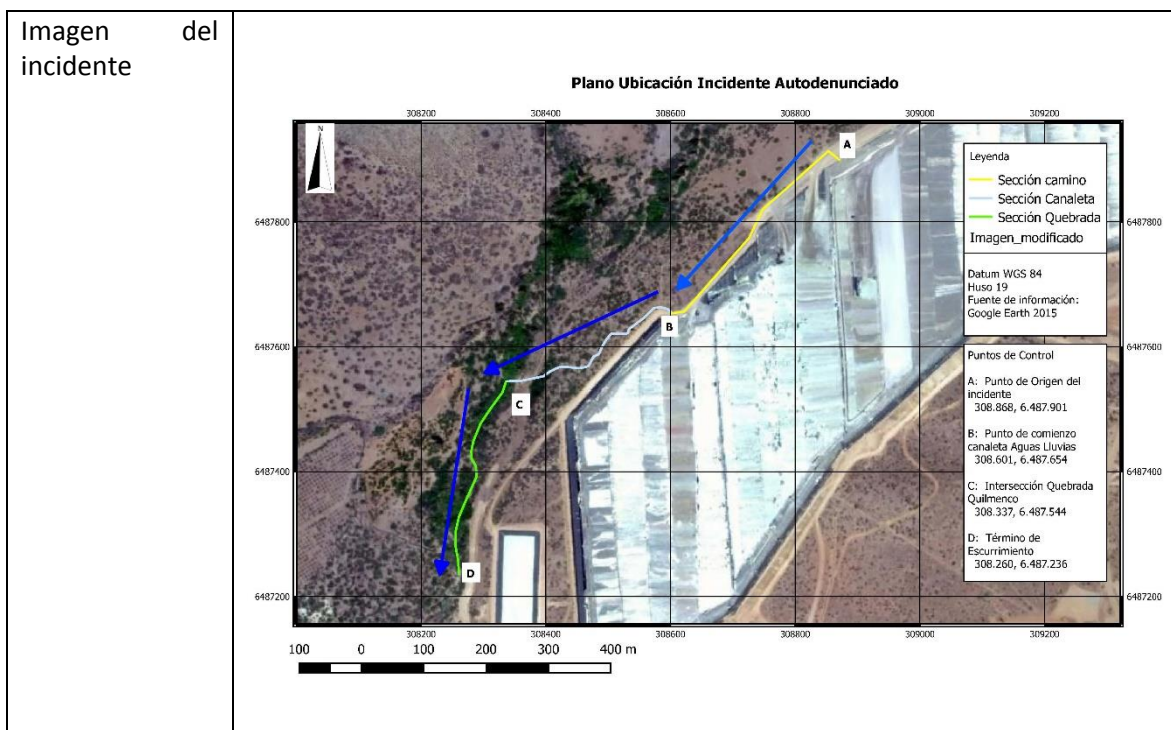 Imagen del
incidente
Plano Ubicación Incidente Autodenunciado
308200 308400 308600 308800 309000 309200
N
A
Leyenda
Sección camino
Sección Canaleta
Sección Quebrada
Imagen_modificado
6487800 6487800
Datum WGS 84
Huso 19
Fuente de información:
Google Earth 2015
B
6487600 6487600
Puntos de Control
A: Punto de Origen del
incidente
308.868, 6.487.901
B: Punto de comienzo
canaleta Aguas Lluvias
308.601, 6.487.654
C: Intersección Quebrada
Quilmenco
308.337, 6.487.544
D: Término de
Escurrimiento
308.260, 6.487.236
C
6487400 6487400
D
6487200 6487200
308200 308400 308600 308800 309000 309200
100 0 100 200 300 400 m